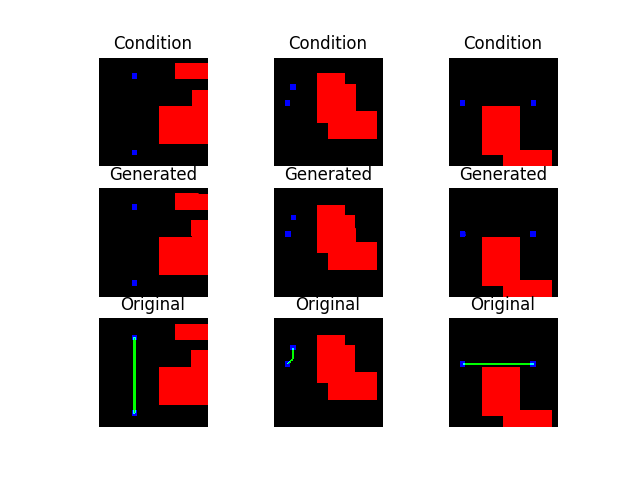 Condition Condition Condition
Generated Generated Generated
Original Original Original